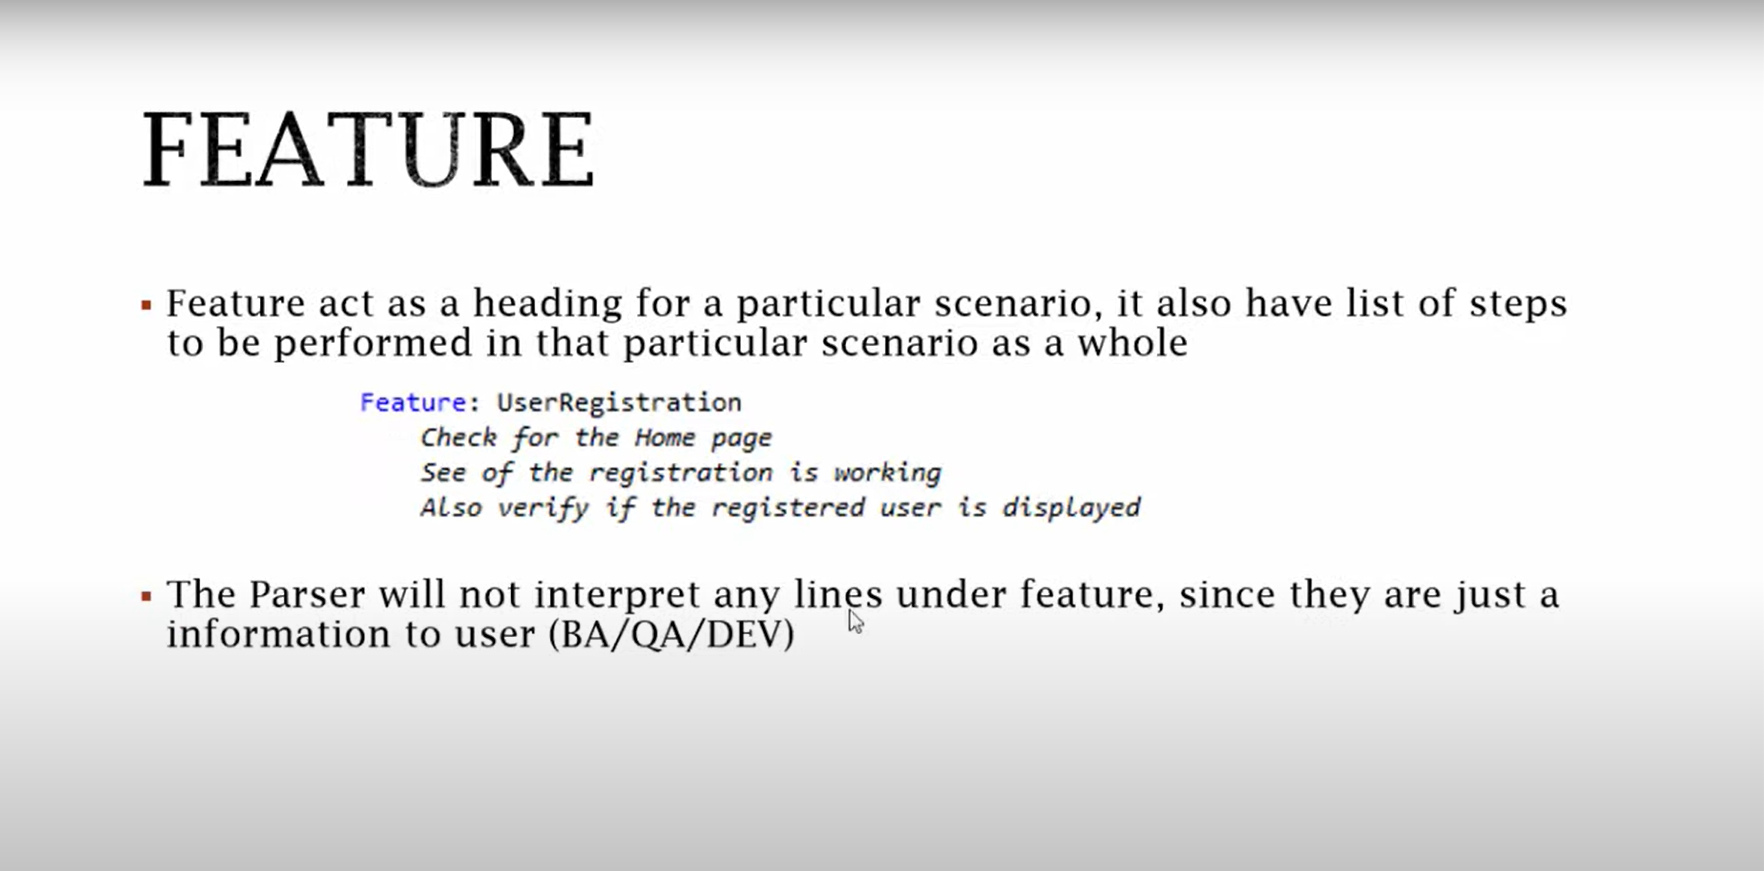 FEATURE
Feature act as a heading for a particular scenario, it also have list of steps
to be performed in that particular scenario as a whole
Feature: UserRegistration
Check for the Home page
See of the registration is working
Also verify if the registered user is displayed
The Parser will not interpret any lines under feature, since they are just a
information to user (BA/QA/DEV)